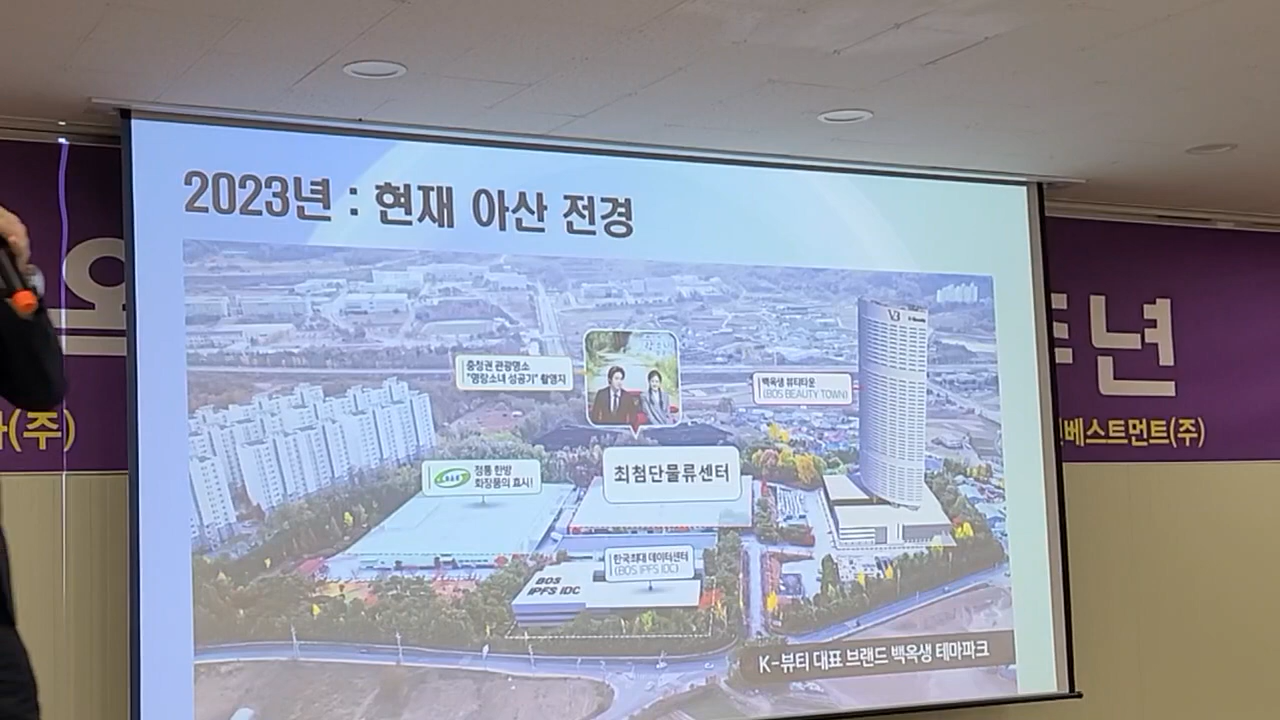 2023년 : 현재 아산 전경
충청권 관광명소
"명랑소녀 성공기" 촬영지
백옥생 뷰티타운
(BOS BEAUTY TOWN)
정통 한방
화장품의 효시!
최첨단물류센터
한국최대 데이터센터
(BOS IPFS IDC)
BOS
IPFS IDC
K-뷰티 대표 브랜드 백옥생 테마파크
년
(주)
베스트먼트(주)